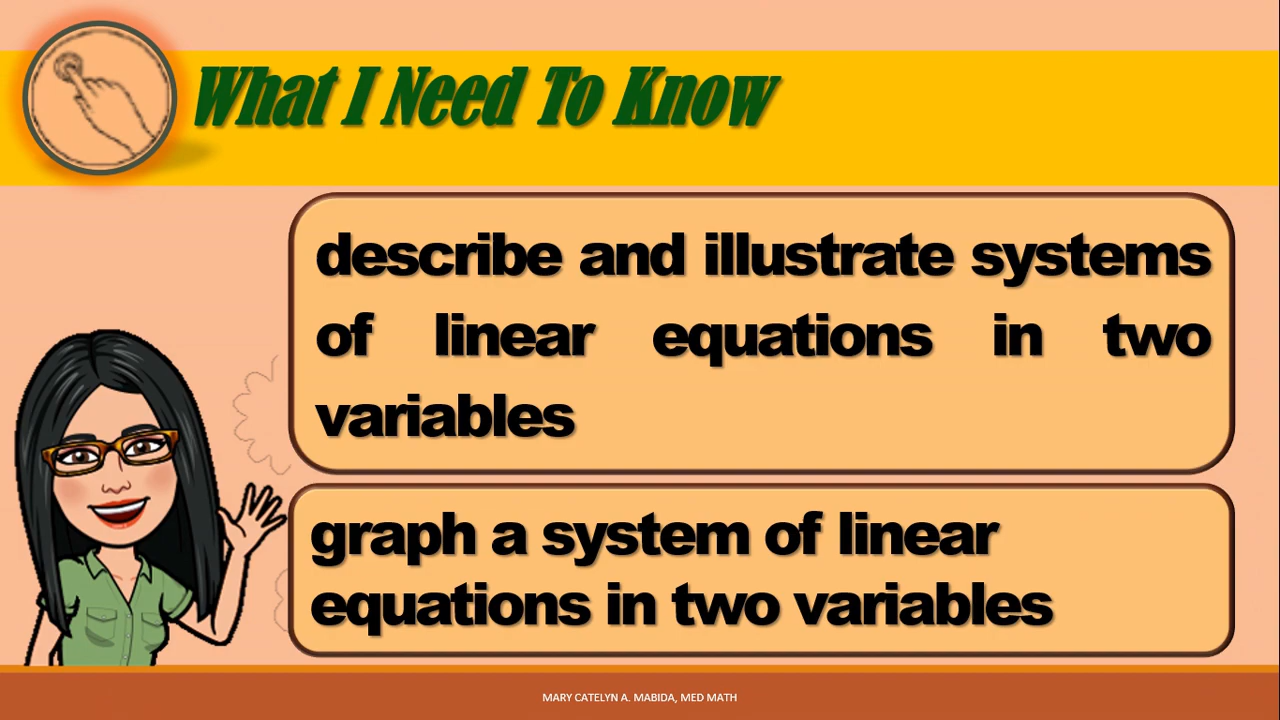 What I Need To Know
describe and illustrate systems
of linear equations in two
variables
graph a system of linear
equations in two variables
MARY CATELYN A. MABIDA, MED MATH